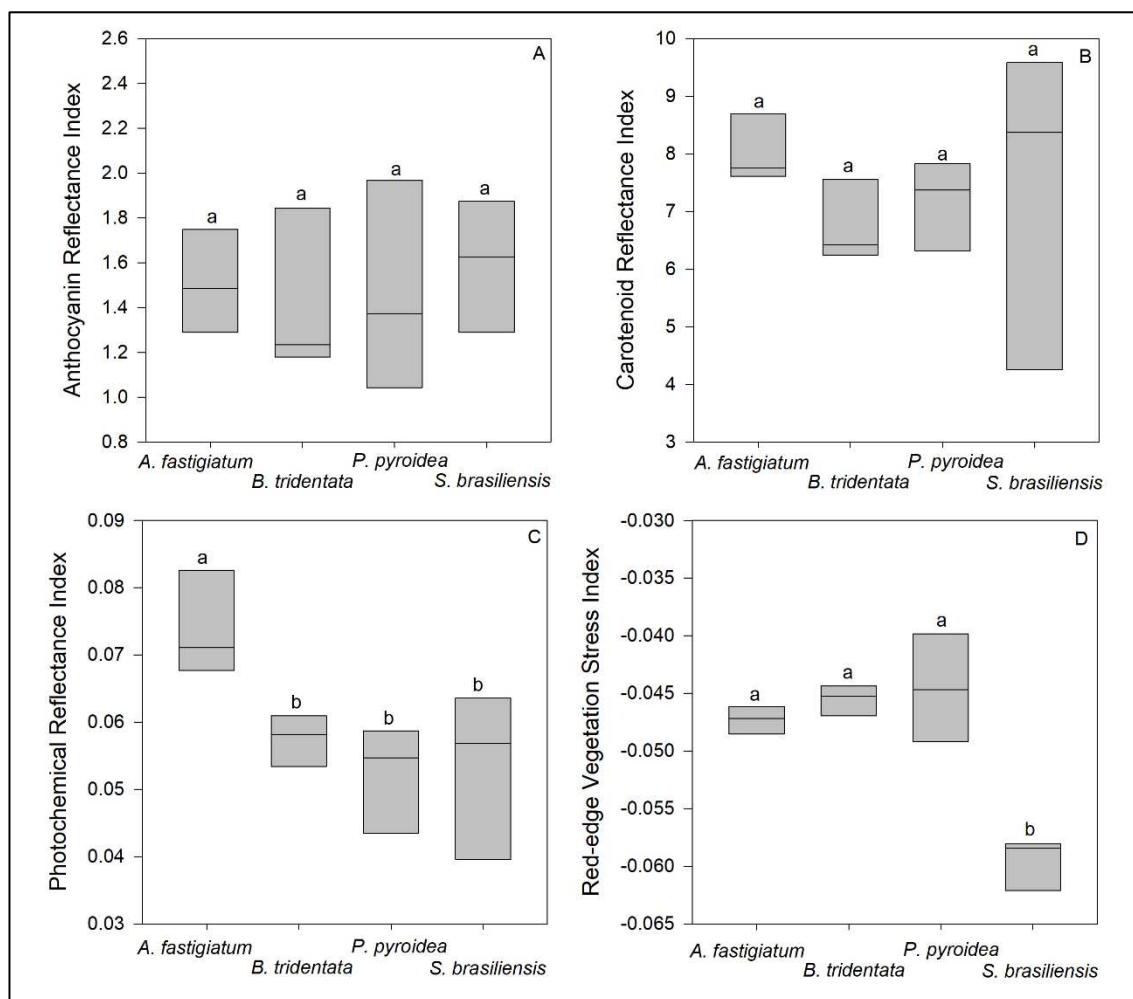 A
Anthocyanin Reflectance Index
2.6
2.4
2.2
2.0
1.8
1.6
1.4
1.2
1.0
0.8
a
a
a
a
A. fastigiatum
B. tridentata
P. pyroidea
S. brasiliensis
B
Carotenoid Reflectance Index
10
9
8
7
6
5
4
3
a
a
a
a
A. fastigiatum
B. tridentata
P. pyroidea
S. brasiliensis
C
Photochemical Reflectance Index
0.09
0.08
0.07
0.06
0.05
0.04
0.03
a
b
b
b
A. fastigiatum
B. tridentata
P. pyroidea
S. brasiliensis
D
Red-edge Vegetation Stress Index
-0.030
-0.035
-0.040
-0.045
-0.050
-0.055
-0.060
-0.065
a
a
a
b
A. fastigiatum
B. tridentata
P. pyroidea
S. brasiliensis